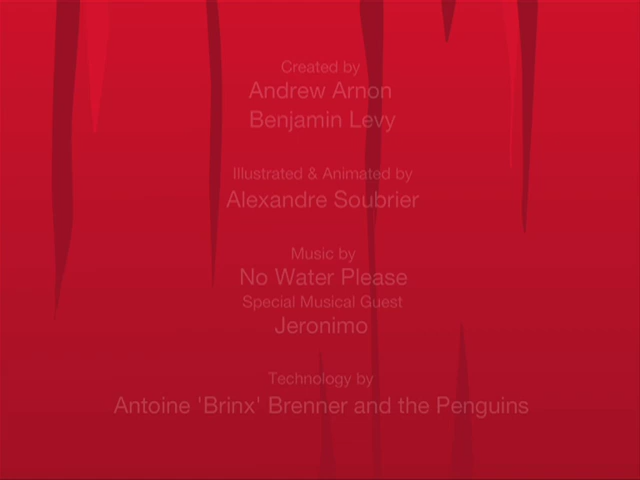 Created by
Andrew Arnon
Benjamin Levy
Illustrated & Animated by
Alexandre Soubrier
Music by
No Water Please
Special Musical Guest
Jeronimo
Technology by
Antoine 'Brinx' Brenner and the Penguins